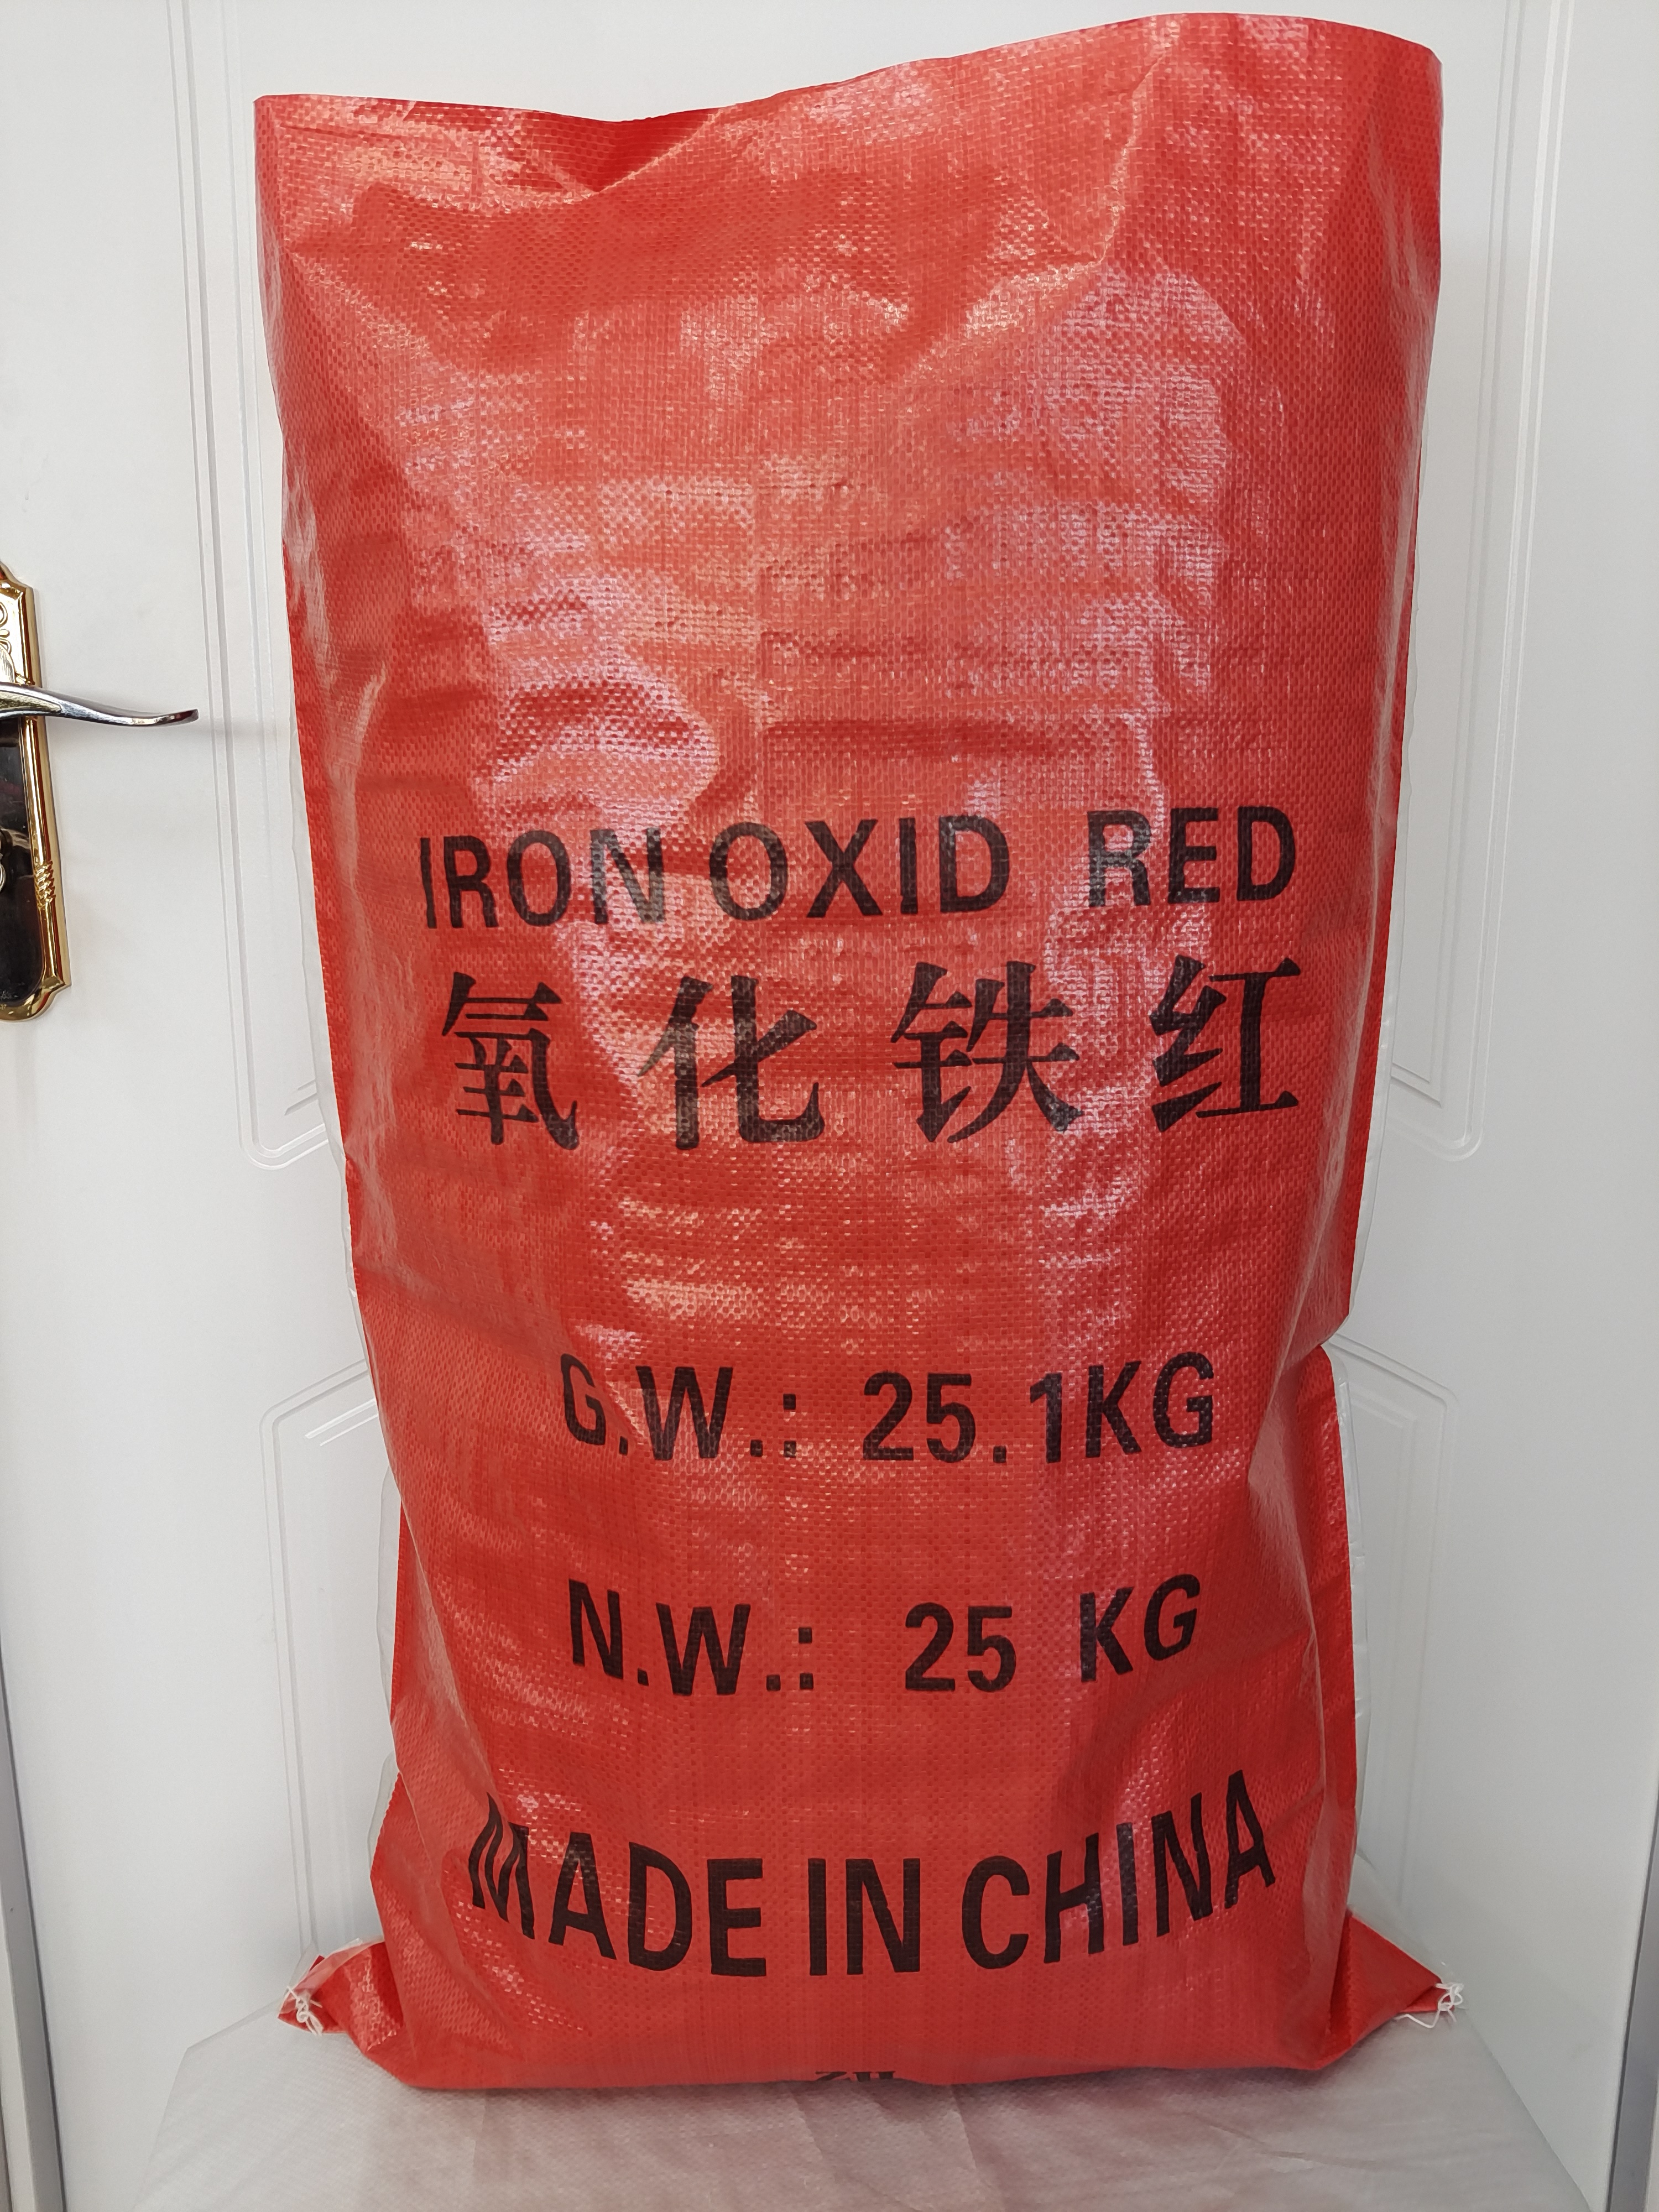 IRON OXID RED
氧化铁红
G.W.: 25.1KG
N.W.: 25 KG
MADE IN CHINA